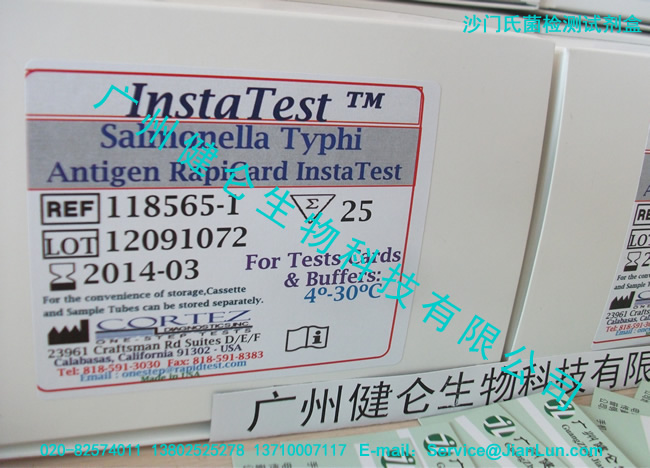 沙门氏菌检测试剂盒
InstaTest ™
Salmonella Typhi
Antigen RapiCard InstaTest
REF 118565-1 Σ 25
LOT 12091072
2014-03
For Tests Cards
& Buffers:
4º-30ºC
For the convenience of storage,Cassette
and Sample Tubes can be stored separately.
CORTEZ
DIAGNOSTICS,INC.
ONE-STEP TESTS
23961 Craftsman Rd Suites D/E/F
Calabasas, California 91302 - USA
Tel: 818-591-3030 Fax: 818-591-8383
Email : onestep@rapidtest.com
Made in USA
广州健仑生物科技有限公司
广州健仑生物科技有限
020-82574011 13802525278 13710007117 E-mail: Service@JianLun.com